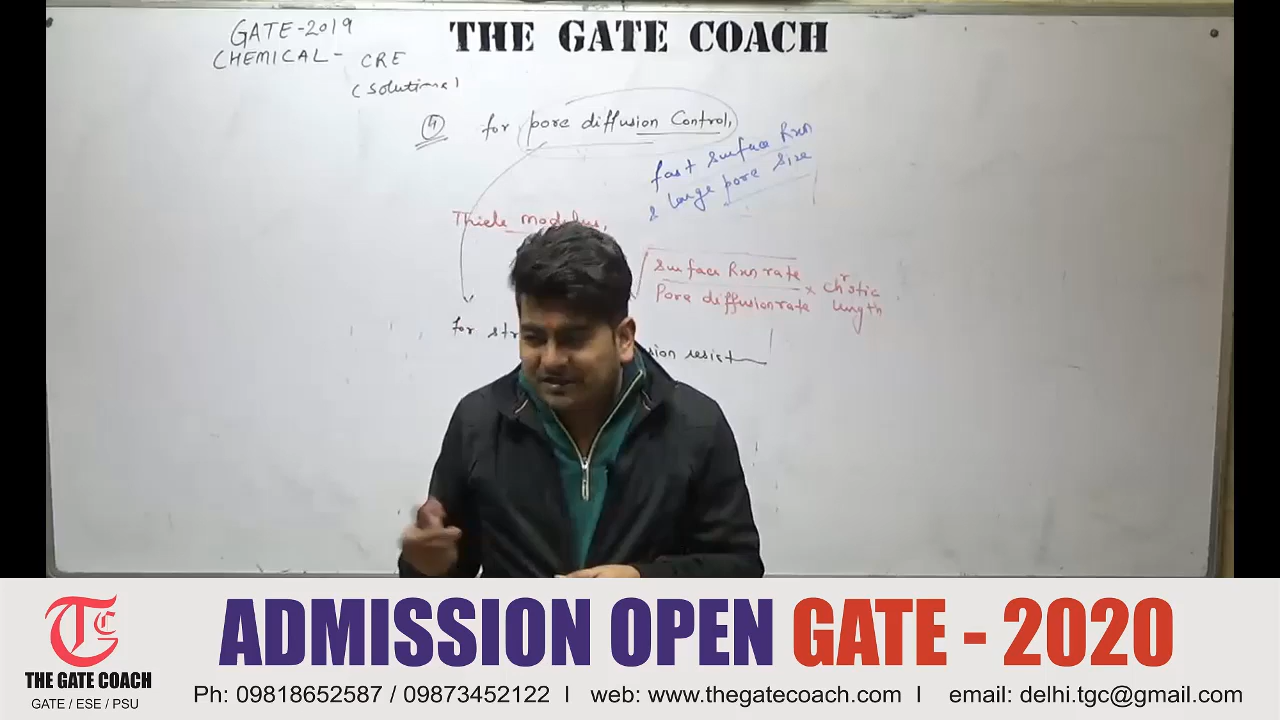 THE GATE COACH
GATE-2019
CHEMICAL - CRE
(Solutions)
4 for pore diffusion Control,
fast surface Rxn
& large pore size
Thiele modulus,
Surface Rxn rate
Pore diffusion rate × chrstic length
for
resist
Tc
THE GATE COACH
GATE / ESE / PSU
ADMISSION OPEN GATE - 2020
Ph: 09818652587 / 09873452122 I web: www.thegatecoach.com I email: delhi.tgc@gmail.com